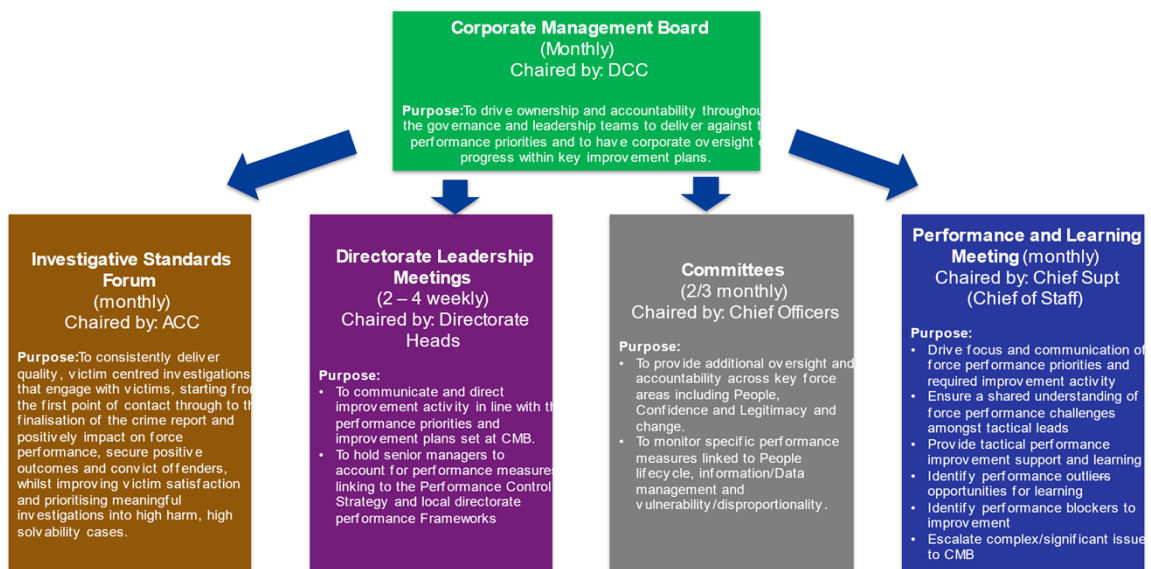 Corporate Management Board
(Monthly)
Chaired by: DCC
Purpose:To drive ownership and accountability throughou
the governance and leadership teams to deliver against t
performance priorities and to have corporate oversight o
progress within key improvement plans.
Investigative Standards
Forum
(monthly)
Chaired by: ACC
Purpose:To consistently deliver
quality, victim centred investigations
that engage with victims, starting from
the first point of contact through to th
finalisation of the crime report and
positively impact on force
performance, secure positive
outcomes and convict offenders,
whilst improving victim satisfaction
and prioritising meaningful
investigations into high harm, high
solvability cases.
Directorate Leadership
Meetings
(2 – 4 weekly)
Chaired by: Directorate
Heads
Purpose:
• To communicate and direct
improvement activity in line with th
performance priorities and
improvement plans set at CMB.
• To hold senior managers to
account for performance measures
linking to the Performance Control
Strategy and local directorate
performance Frameworks
Committees
(2/3 monthly)
Chaired by: Chief Officers
Purpose:
• To provide additional oversight and
accountability across key force
areas including People,
Confidence and Legitimacy and
change.
• To monitor specific performance
measures linked to People
lifecycle, information/Data
management and
vulnerability/disproportionality.
Performance and Learning
Meeting (monthly)
Chaired by: Chief Supt
(Chief of Staff)
Purpose:
• Drive focus and communication of
force performance priorities and
required improvement activity
• Ensure a shared understanding of
force performance challenges
amongst tactical leads
• Provide tactical performance
improvement support and learning
• Identify performance outliers
opportunities for learning
• Identify performance blockers to
improvement
• Escalate complex/significant issue
to CMB